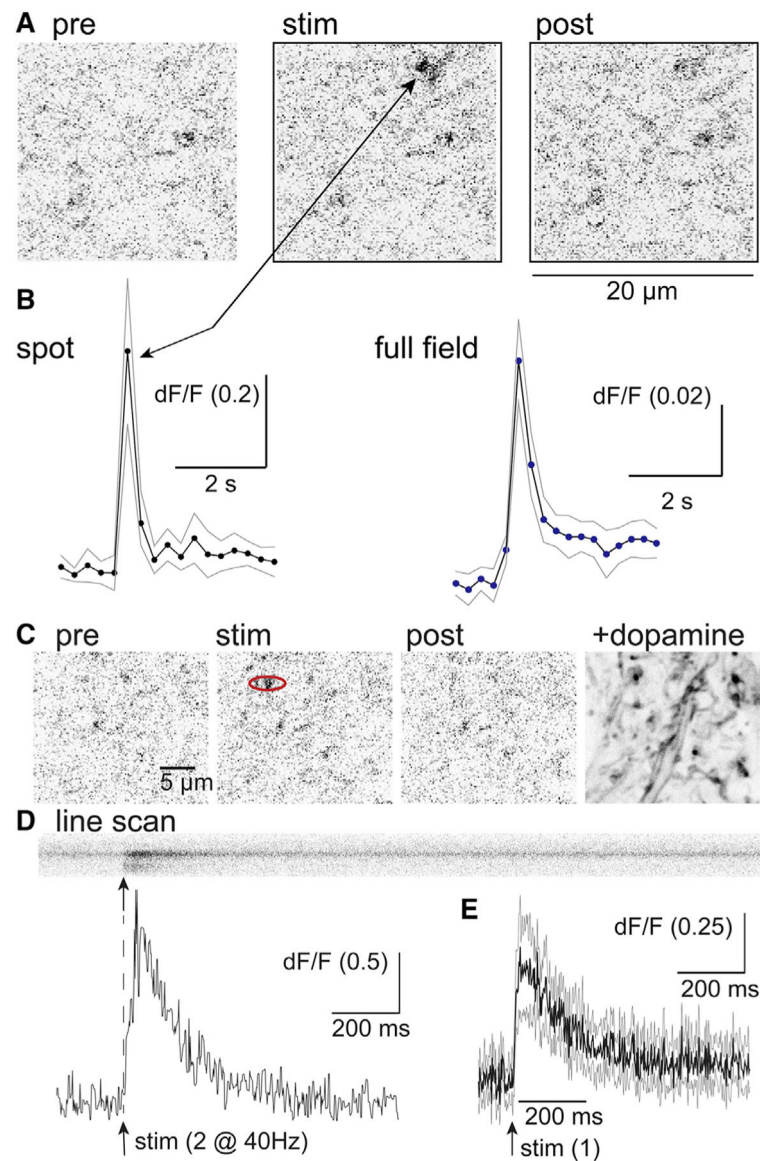 A pre stim post
20 µm
B
spot full field
dF/F (0.2) dF/F (0.02)
2 s 2 s
C pre stim post +dopamine
5 µm
D line scan
E
dF/F (0.5) dF/F (0.25)
200 ms 200 ms
200 ms
stim (2 @ 40Hz) stim (1)